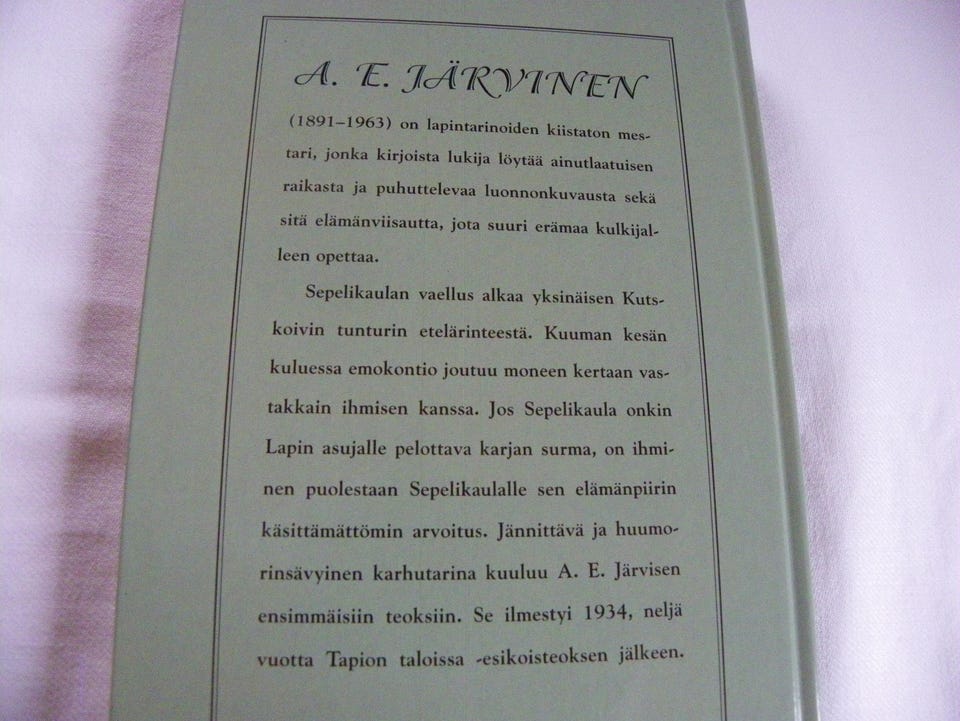 A. E. JÄRVINEN
(1891–1963) on lapintarinoiden kiistaton mes-
tari, jonka kirjoista lukija löytää ainutlaatuisen
raikasta ja puhuttelevaa luonnonkuvausta sekä
sitä elämänviisautta, jota suuri erämaa kulkijal-
leen opettaa.
Sepelikaulan vaellus alkaa yksinäisen Kuts-
koivin tunturin etelärinteestä. Kuuman kesän
kuluessa emokontio joutuu moneen kertaan vas-
takkain ihmisen kanssa. Jos Sepelikaula onkin
Lapin asujalle pelottava karjan surma, on ihmi-
nen puolestaan Sepelikaulalle sen elämänpiirin
käsittämättömin arvoitus. Jännittävä ja huumo-
rinsävyinen karhutarina kuuluu A. E. Järvisen
ensimmäisiin teoksiin. Se ilmestyi 1934, neljä
vuotta Tapion taloissa -esikoisteoksen jälkeen.